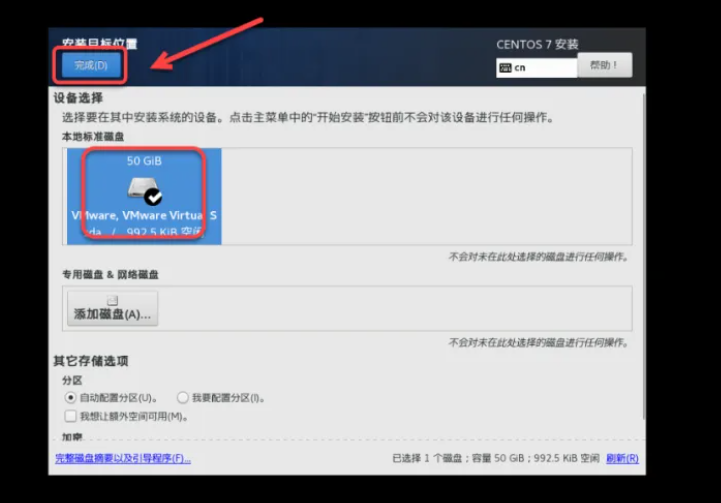 安装目标位置
CENTOS 7 安装
完成(D)
cn
帮助！
设备选择
选择要在其中安装系统的设备。点击主菜单中的“开始安装”按钮前不会对该设备进行任何操作。
本地标准磁盘
50 GiB
VMware, VMware Virtual S
sda / 992.5 KiB 空闲
不会对未在此处选择的磁盘进行任何操作。
专用磁盘 & 网络磁盘
添加磁盘(A)...
不会对未在此处选择的磁盘进行任何操作。
其它存储选项
分区
自动配置分区(U)。
我要配置分区(I)。
我想让额外空间可用(M)。
加密
完整磁盘摘要以及引导程序(F)...
已选择 1 个磁盘；容量 50 GiB；992.5 KiB 空闲
刷新(R)